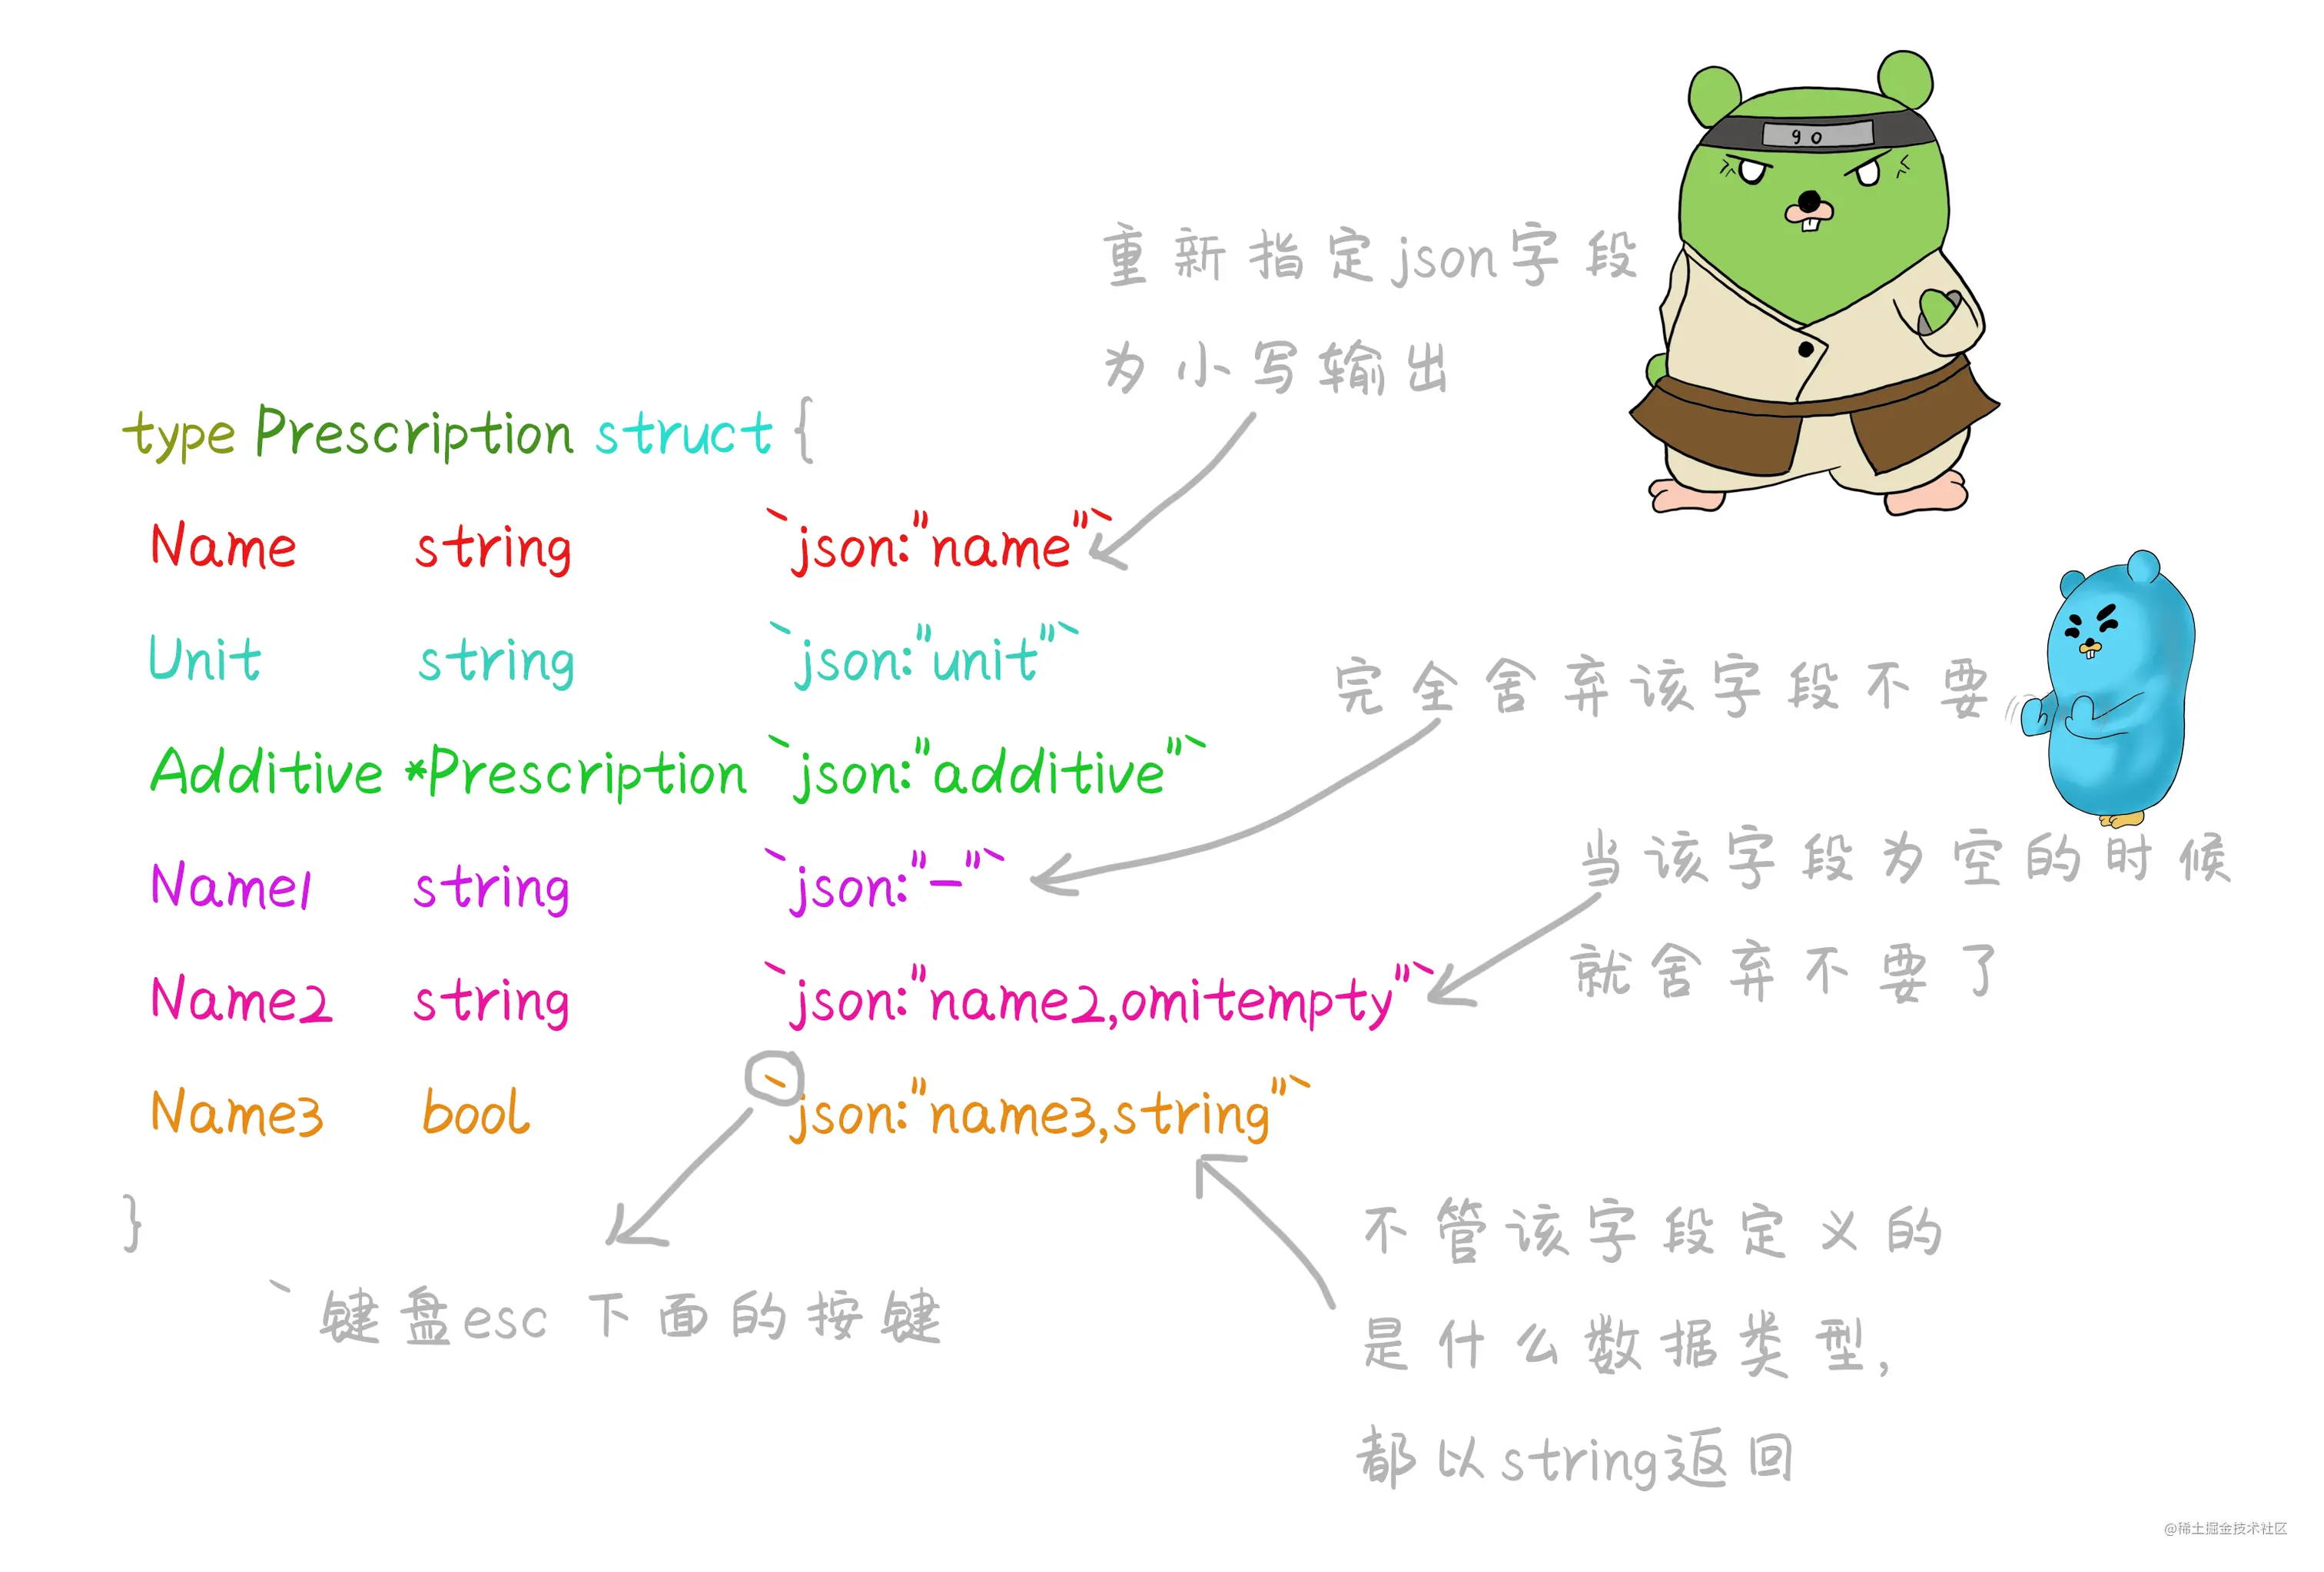 go
重新指定json字段
为小写输出
type Prescription struct {
Name string `json:"name"`
Unit string `json:"unit"`
完全舍弃该字段不要
Additive *Prescription `json:"additive"`
当该字段为空的时候
就舍弃不要了
Name1 string `json:"-"`
Name2 string `json:"name2,omitempty"`
Name3 bool `json:"name3,string"`
}
` 键盘esc 下面的按键
不管该字段定义的
是什么数据类型,
都以string返回
@稀土掘金技术社区